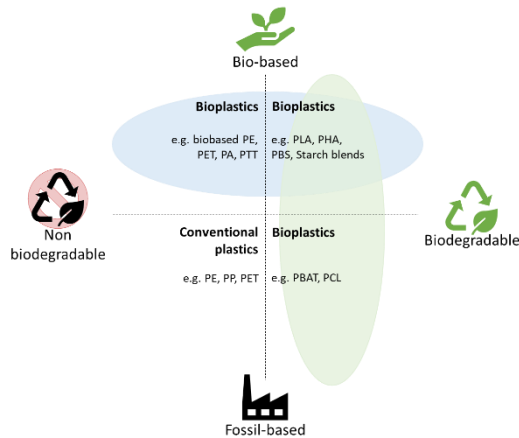 Bio-based
Bioplastics
e.g. biobased PE,
PET, PA, PTT
Bioplastics
e.g. PLA, PHA,
PBS, Starch blends
Non
biodegradable
Biodegradable
Conventional
plastics
e.g. PE, PP, PET
Bioplastics
e.g. PBAT, PCL
Fossil-based